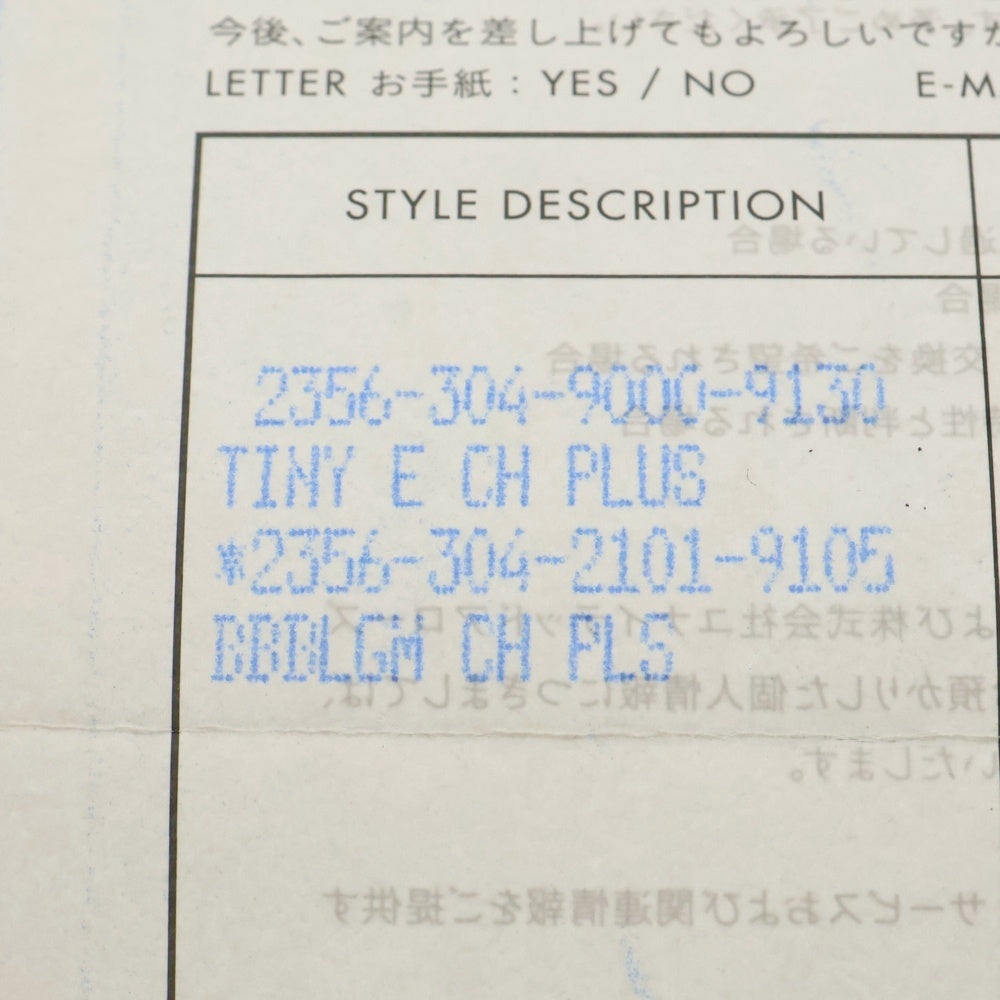 今後、ご案内を差し上げてもよろしいですか
LETTER お手紙 : YES / NO E-M
STYLE DESCRIPTION
2356-304-9000-9130
TINY E CH PLUS
*2356-304-2101-9105
BBBLGM CH PLS